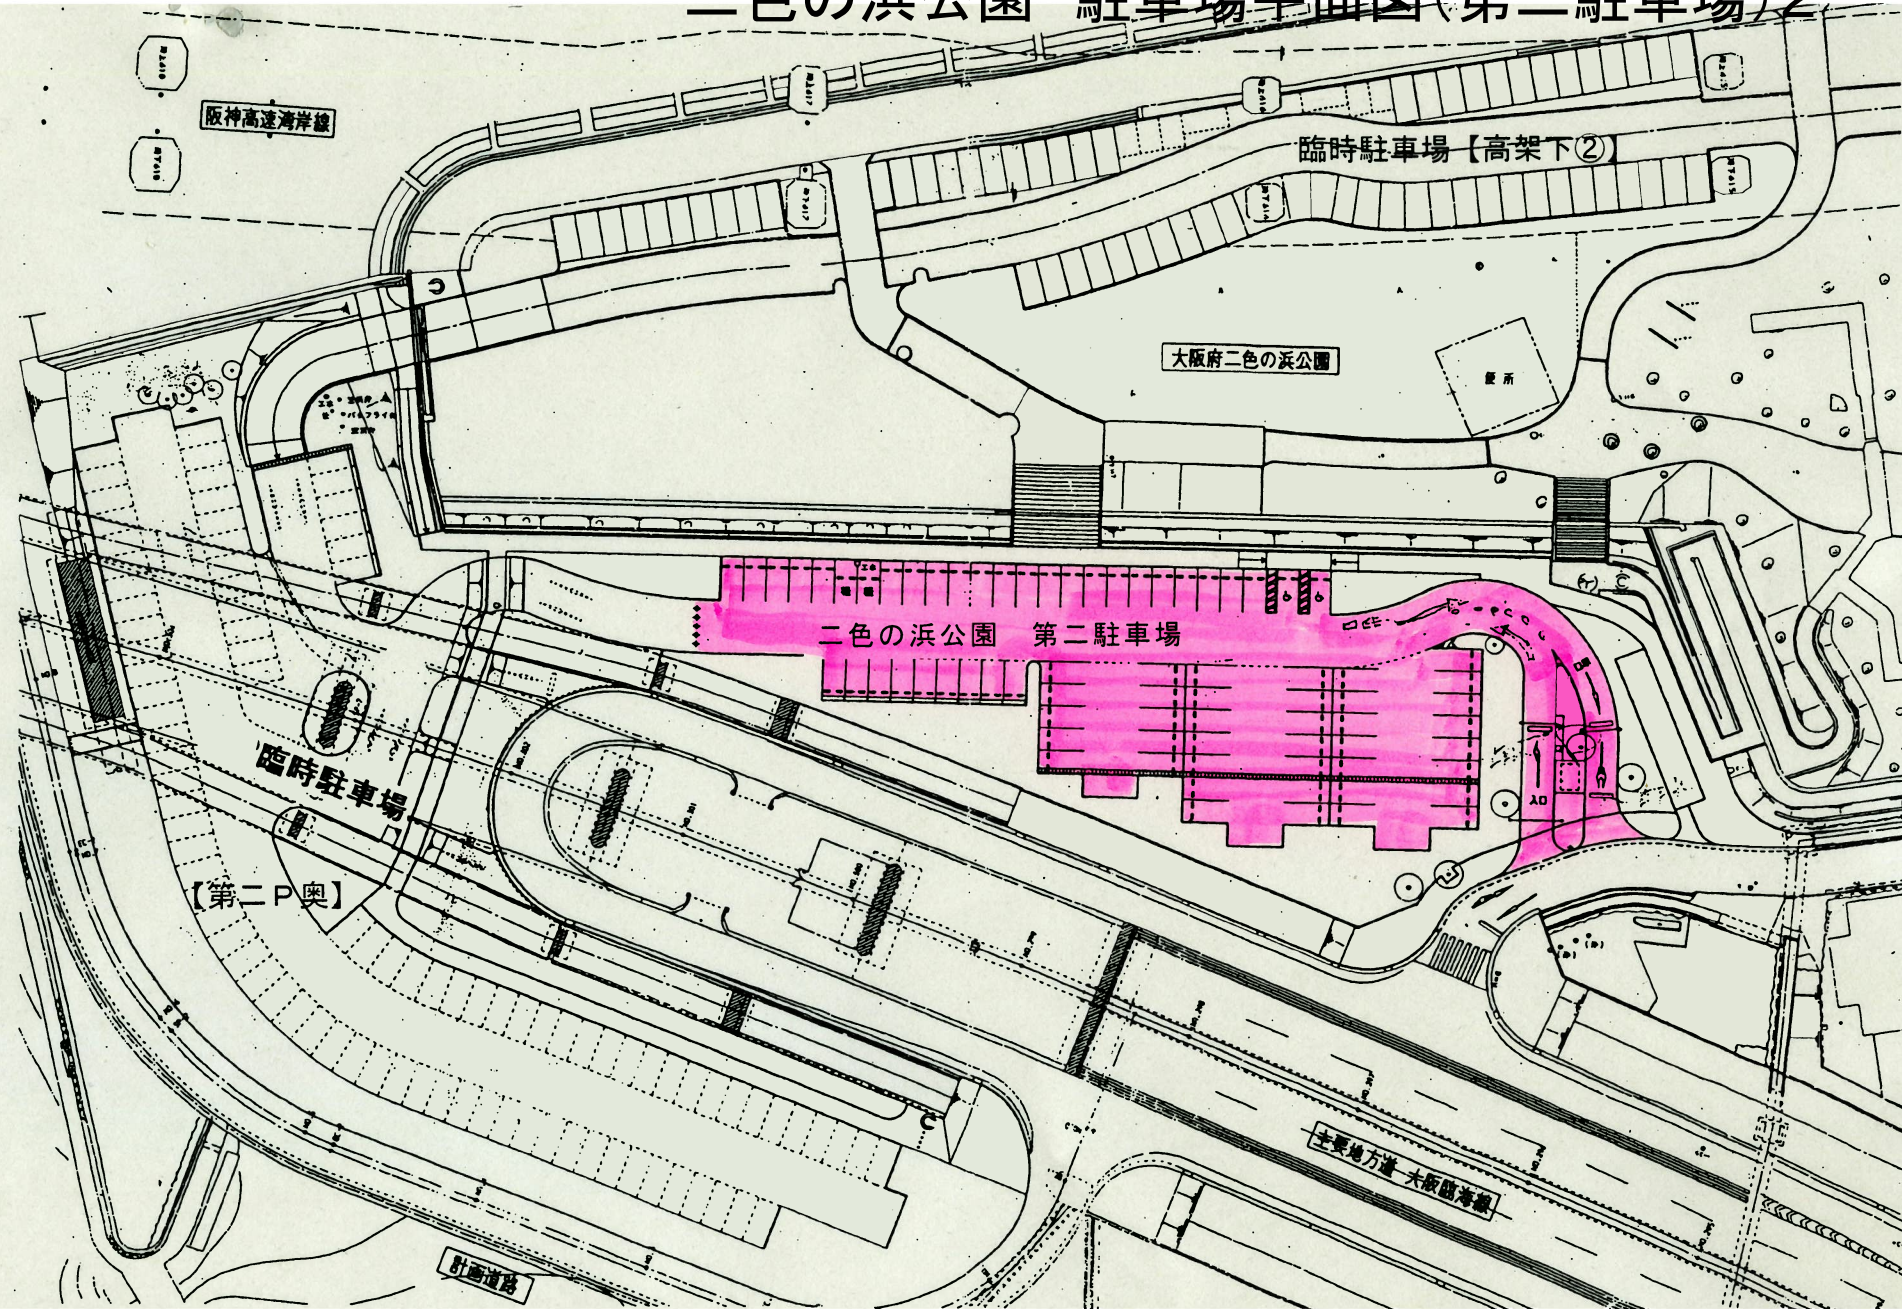 二色の浜公園 駐車場平面図(第二駐車場)2
阪神高速湾岸線
臨時駐車場【高架下②】
大阪府二色の浜公園
便所
二色の浜公園 第二駐車場
入口
臨時駐車場
【第二P奥】
主要地方道 大阪臨海線
計画道路